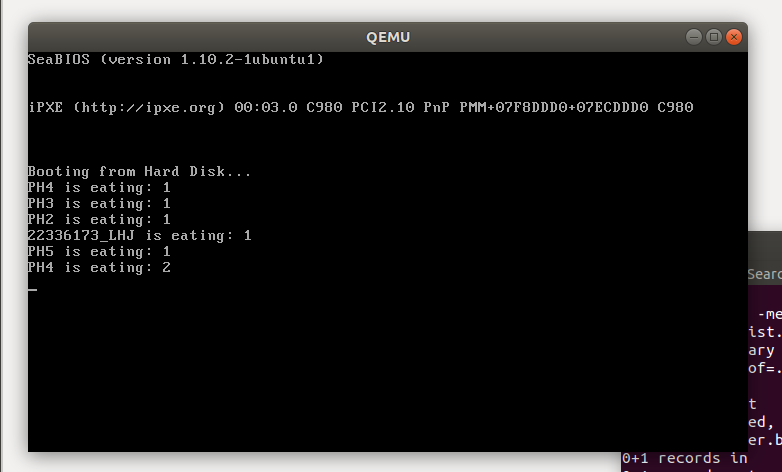 QEMU
SeaBIOS (version 1.10.2-1ubuntu1)
iPXE (http://ipxe.org) 00:03.0 C980 PCI2.10 PnP PMM+07F8DDD0+07ECDDD0 C980
Booting from Hard Disk...
PH4 is eating: 1
PH3 is eating: 1
PH2 is eating: 1
22336173_LHJ is eating: 1
PH5 is eating: 1
PH4 is eating: 2
_
Searc
-me
ist.
ary
of=.
t
ed,
er.b
0+1 records in